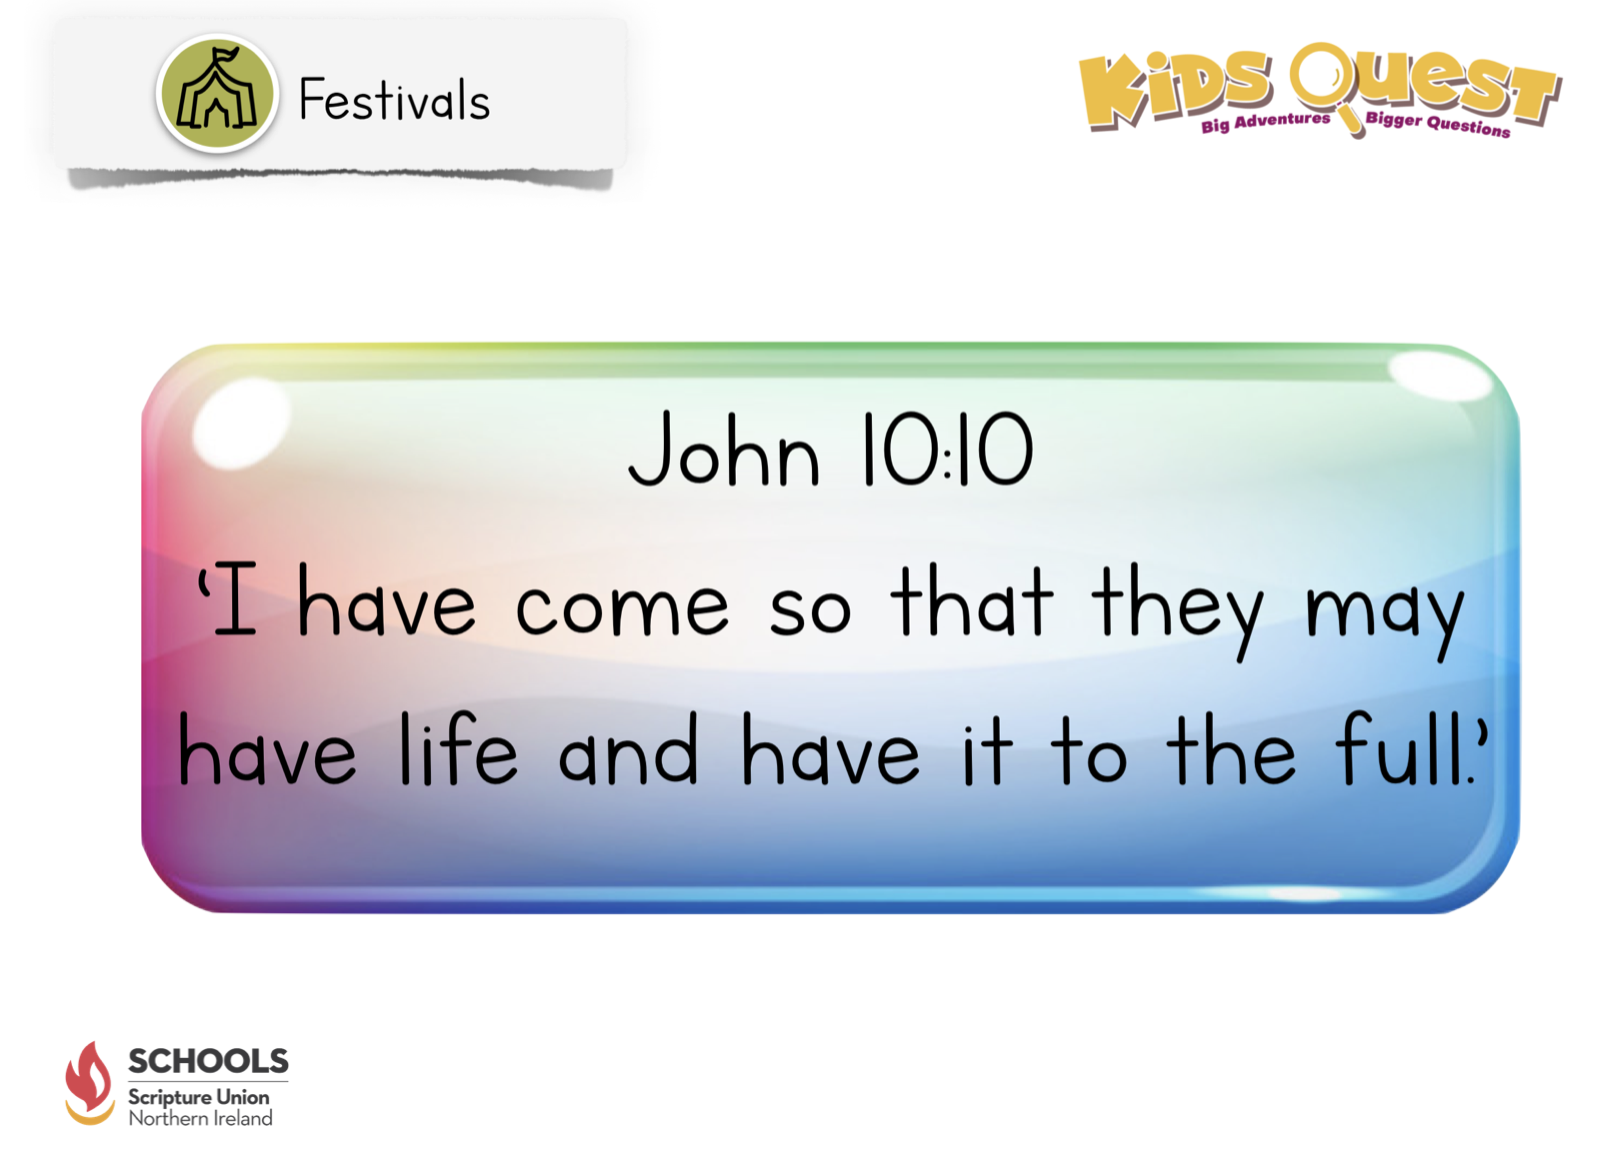 Festivals
KiDS QUEST
Big Adventures Bigger Questions
John 10:10
‘I have come so that they may
have life and have it to the full.’
SCHOOLS
Scripture Union
Northern Ireland